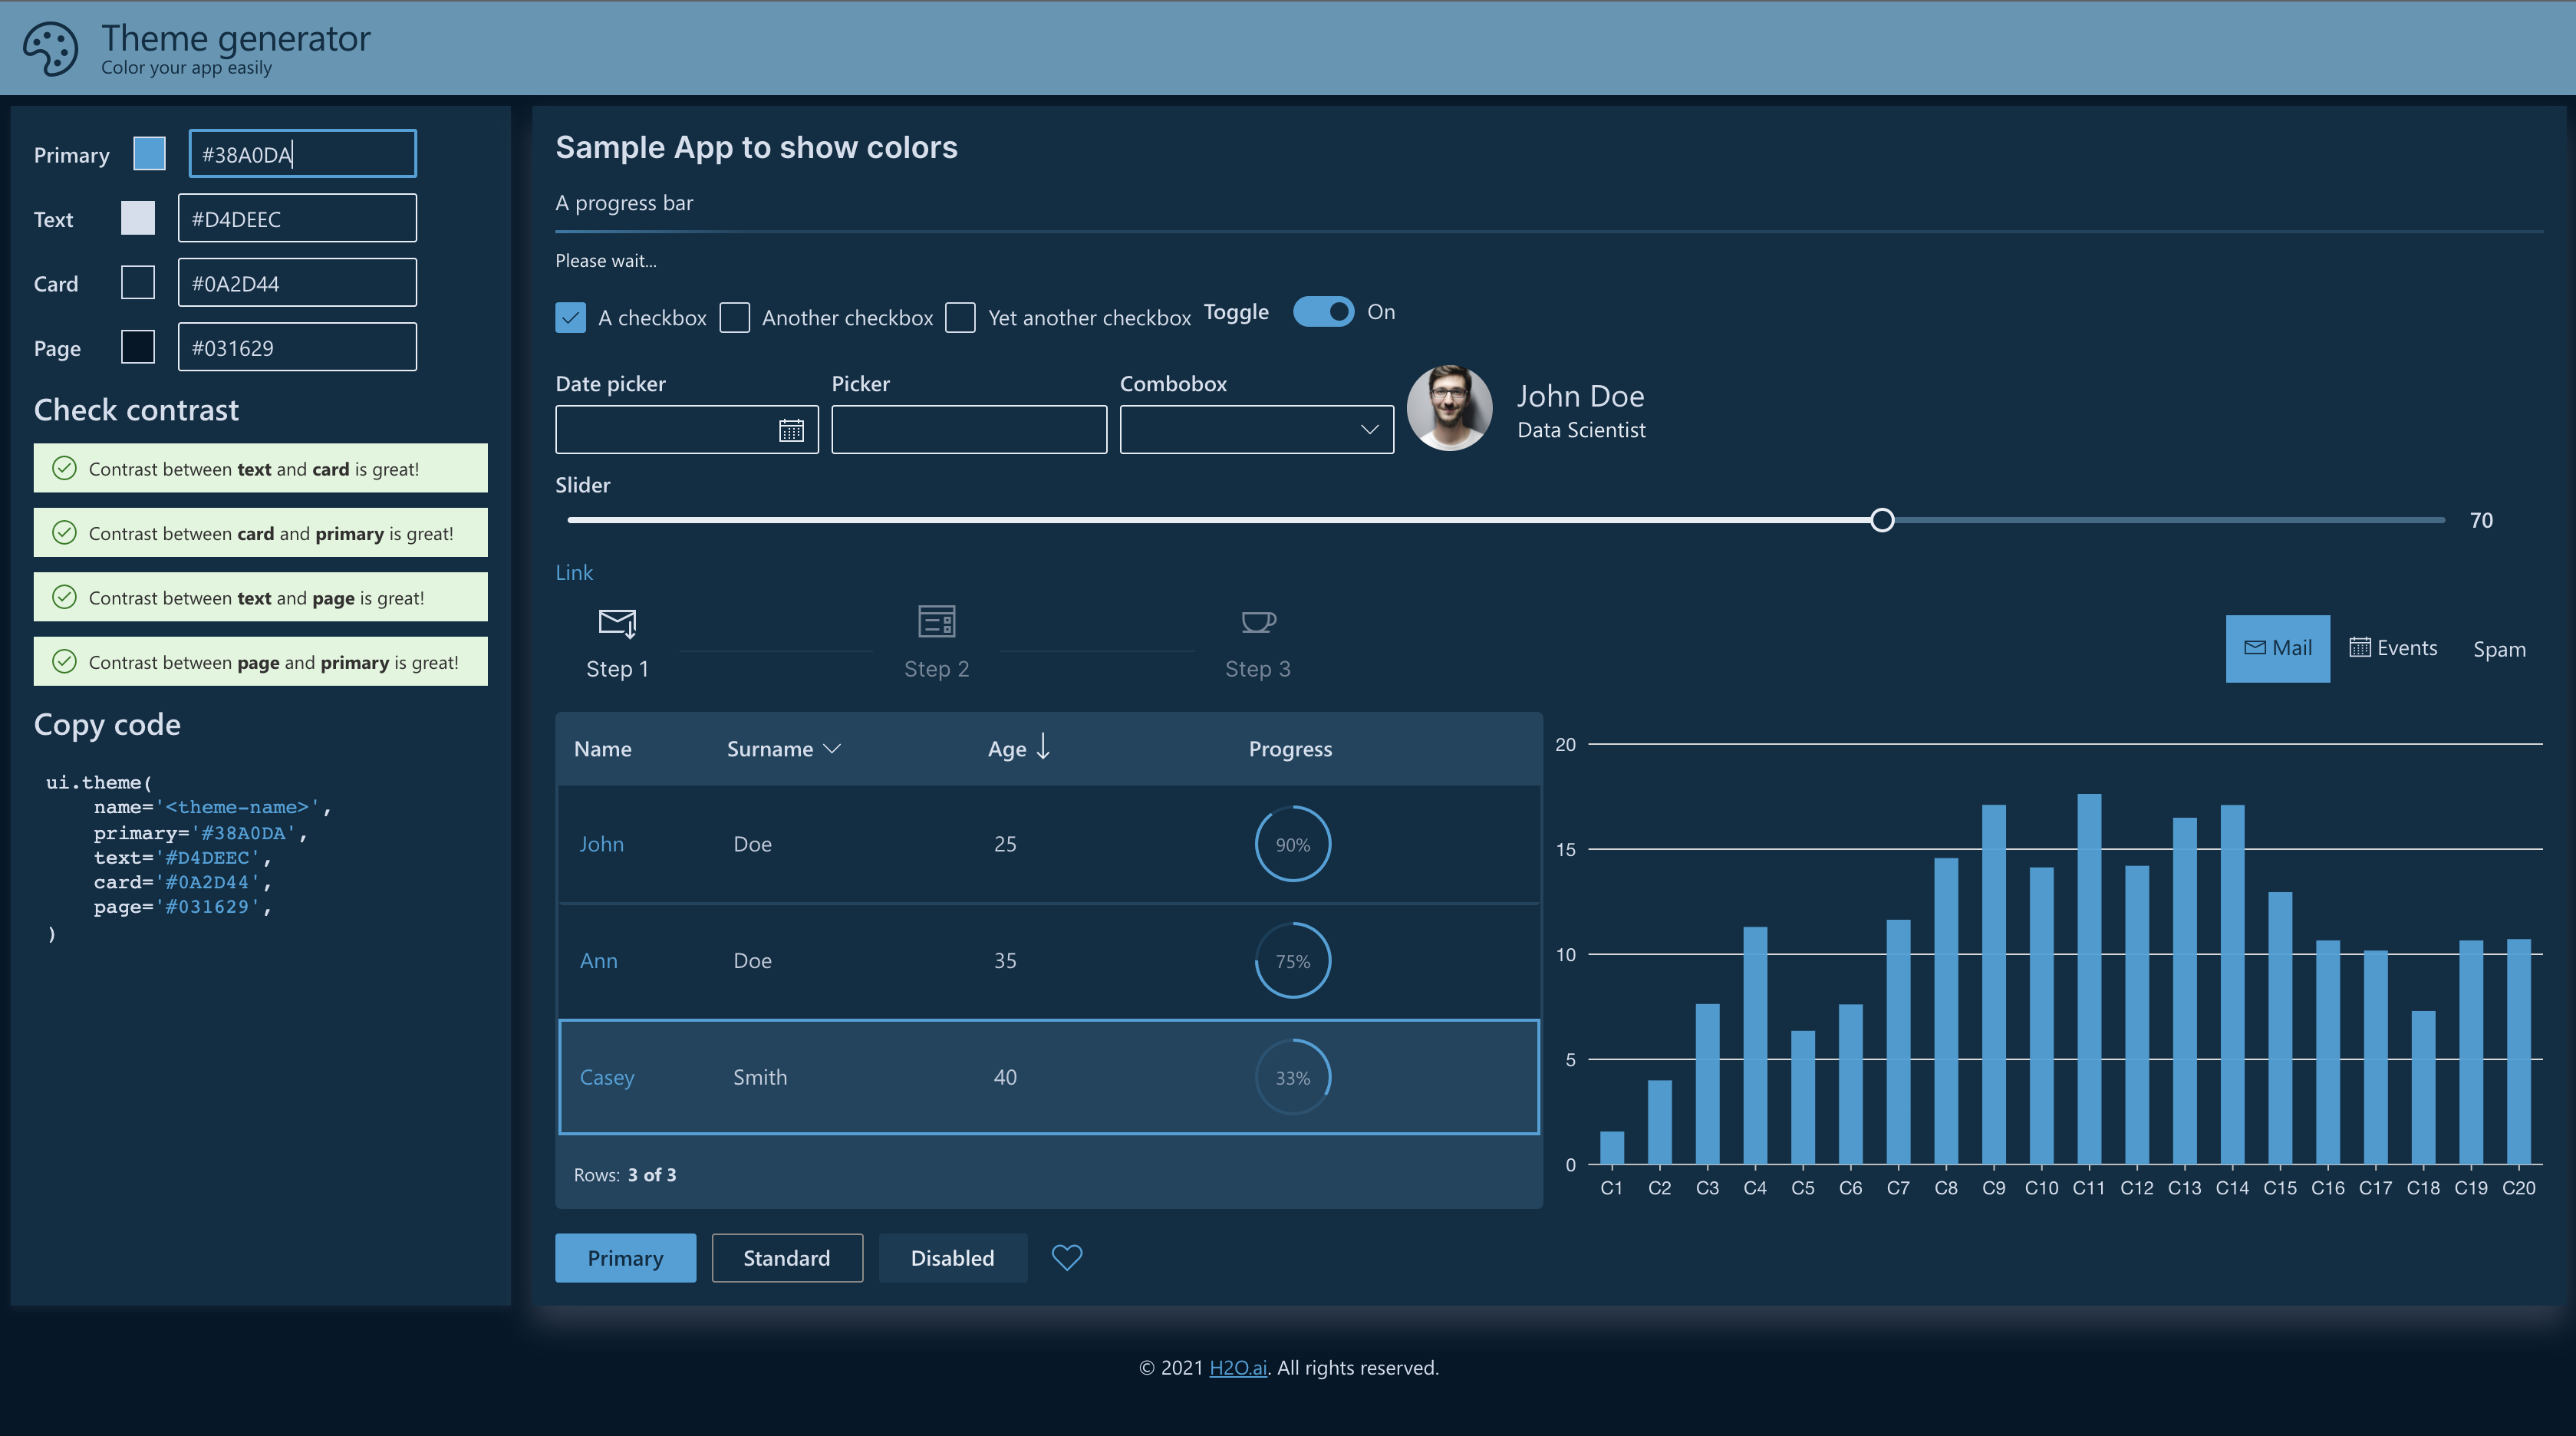 Theme generator
Color your app easily
Primary #38A0DA
Text #D4DEEC
Card #0A2D44
Page #031629
Check contrast
Contrast between text and card is great!
Contrast between card and primary is great!
Contrast between text and page is great!
Contrast between page and primary is great!
Copy code
ui.theme(
    name='<theme-name>',
    primary='#38A0DA',
    text='#D4DEEC',
    card='#0A2D44',
    page='#031629',
)
Sample App to show colors
A progress bar
Please wait...
A checkbox Another checkbox Yet another checkbox Toggle On
Date picker Picker Combobox
John Doe
Data Scientist
Slider
70
Link
Step 1 Step 2 Step 3
Mail Events Spam
Name Surname Age Progress
John Doe 25 90%
Ann Doe 35 75%
Casey Smith 40 33%
Rows: 3 of 3
20
15
10
5
0
C1 C2 C3 C4 C5 C6 C7 C8 C9 C10 C11 C12 C13 C14 C15 C16 C17 C18 C19 C20
Primary Standard Disabled
© 2021 H2O.ai. All rights reserved.